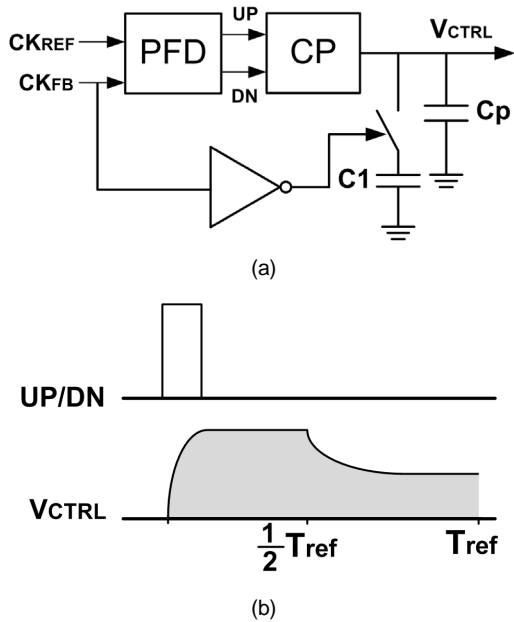 UP
VCTRL
CKREF
PFD
CP
CKFB
DN
Cp
C1
(a)
UP/DN
VCTRL
1/2 Tref
Tref
(b)